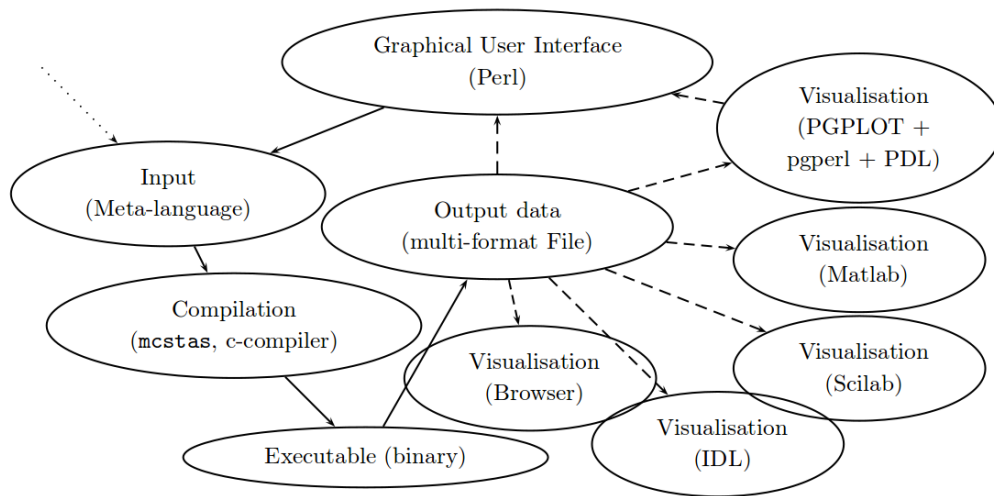 Graphical User Interface
(Perl)
Visualisation
(PGPLOT +
pgperl + PDL)
Input
(Meta-language)
Output data
(multi-format File)
Visualisation
(Matlab)
Compilation
(mcstas, c-compiler)
Visualisation
(Browser)
Visualisation
(Scilab)
Executable (binary)
Visualisation
(IDL)